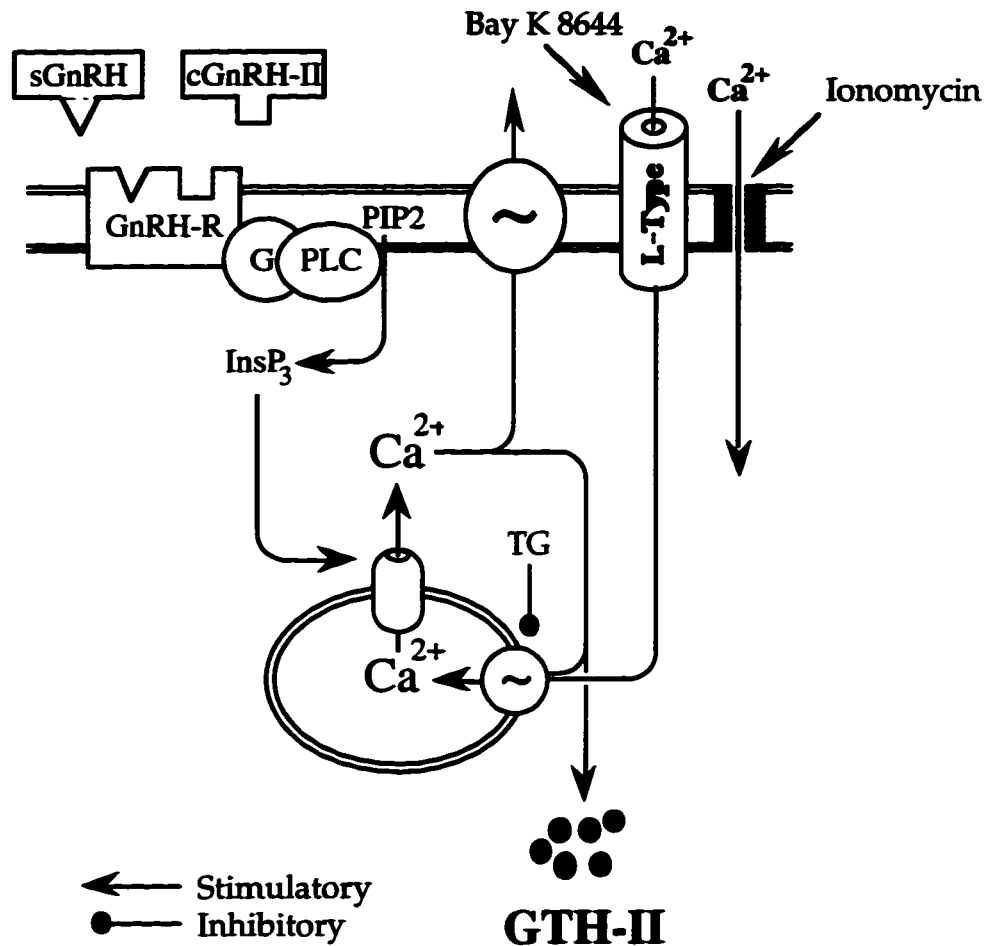 Bay K 8644
Ca2+
Ca2+
Ionomycin
sGnRH
cGnRH-II
GnRH-R
G
PLC
PIP2
~
L-Type
InsP3
Ca2+
TG
Ca2+
~
Stimulatory
Inhibitory
GTH-II